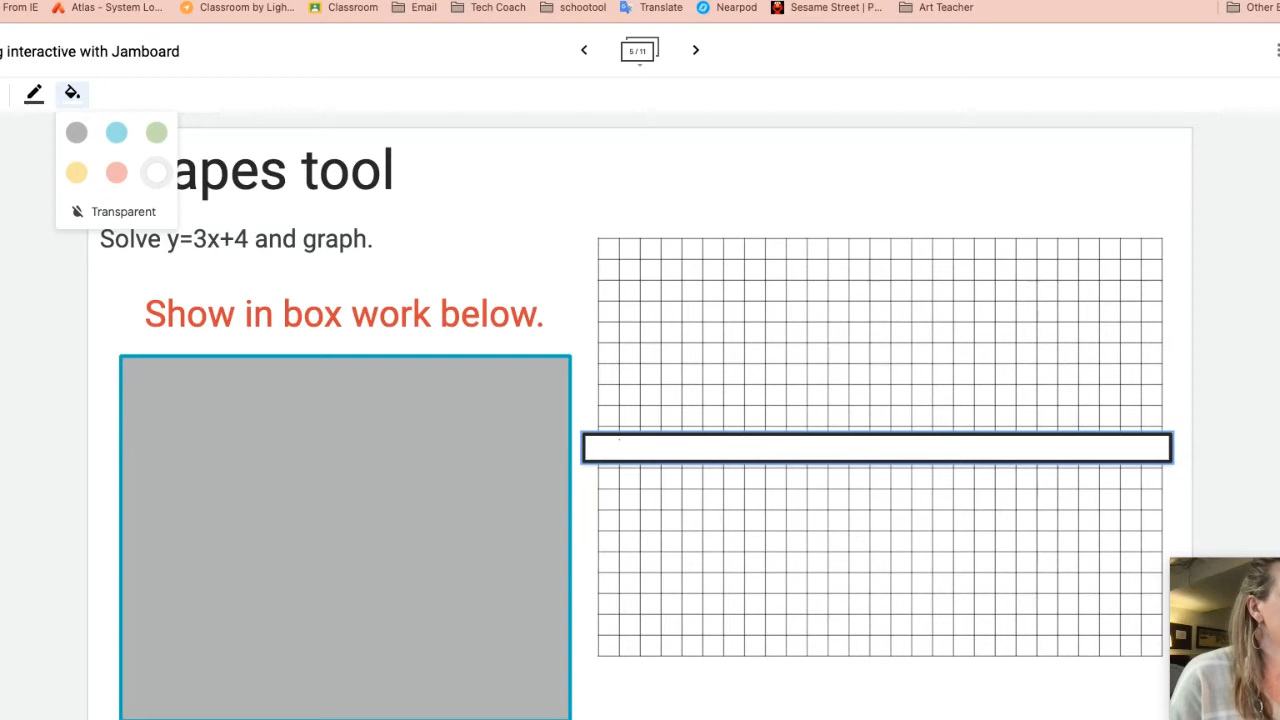 From IE Atlas – System Lo... Classroom by Ligh... Classroom Email Tech Coach schootool Translate Nearpod Sesame Street | P... Art Teacher Other B
g interactive with Jamboard
5 / 11
apes tool
Transparent
Solve y=3x+4 and graph.
Show in box work below.